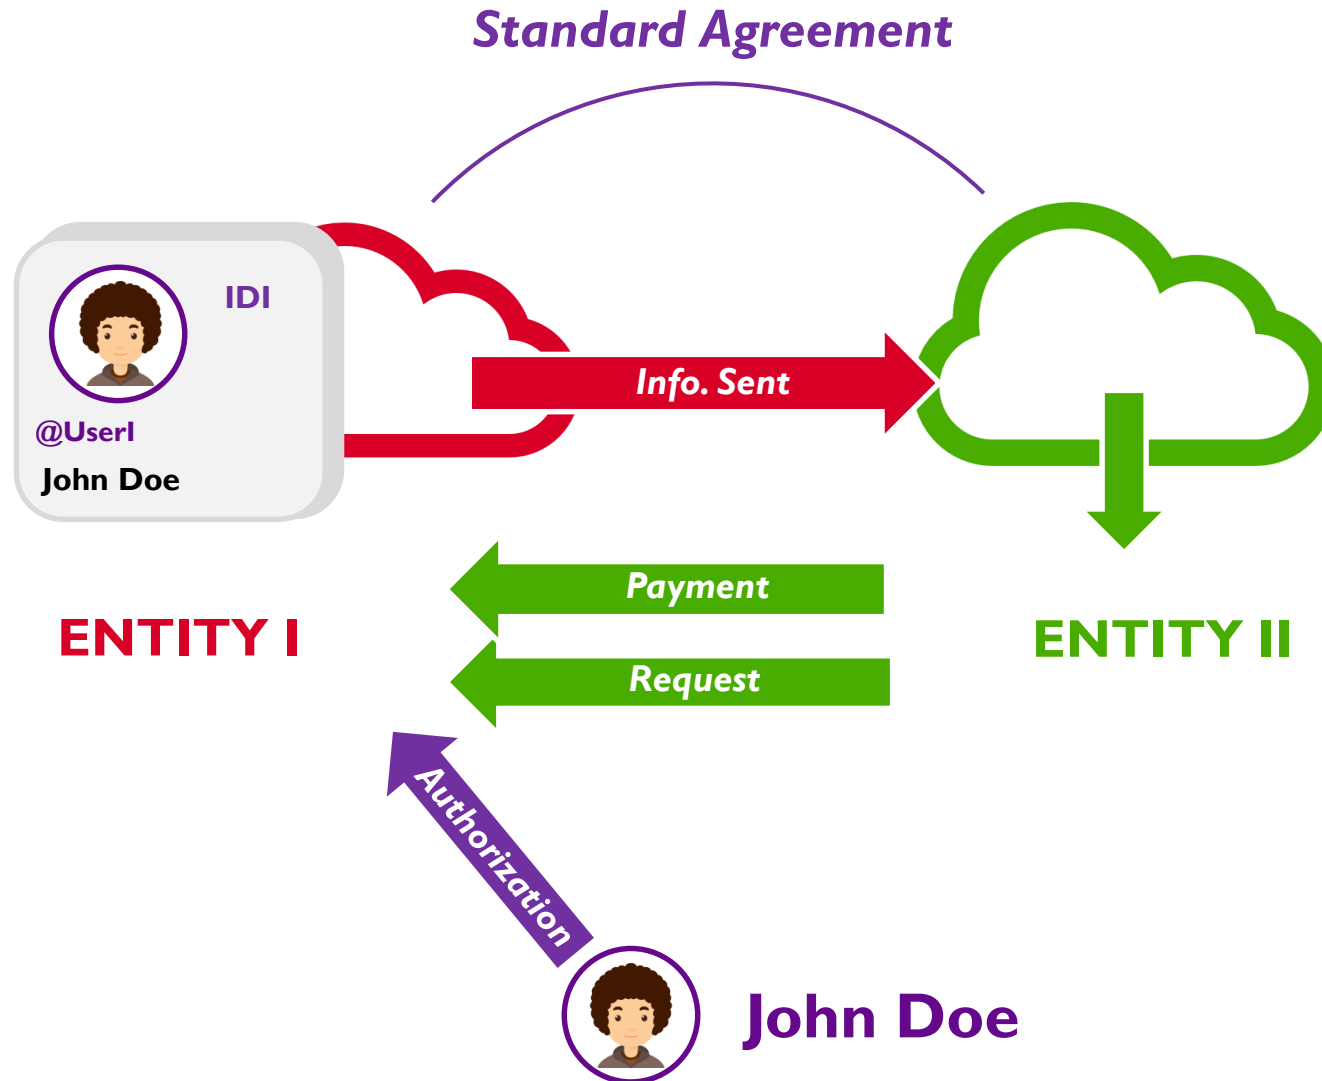 Standard Agreement
IDI
@UserI
John Doe
Info. Sent
Payment
ENTITY I
ENTITY II
Request
Authorization
John Doe